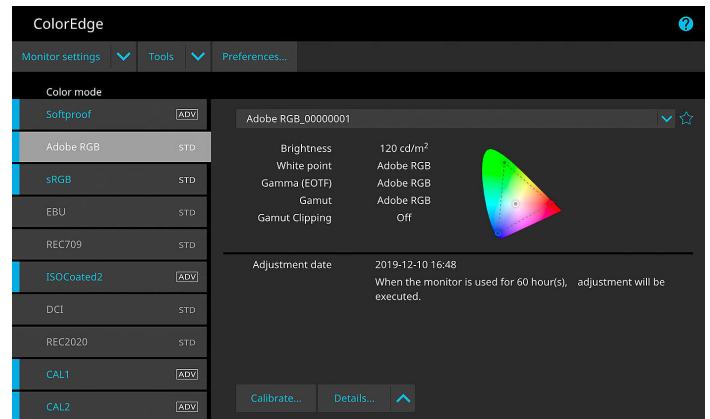 ColorEdge
?
Monitor settings Tools Preferences...
Color mode
Softproof ADV
Adobe RGB STD
sRGB STD
EBU STD
REC709 STD
ISOCoated2 ADV
DCI STD
REC2020 STD
CAL1 ADV
CAL2 ADV
Adobe RGB_00000001
Brightness 120 cd/m²
White point Adobe RGB
Gamma (EOTF) Adobe RGB
Gamut Adobe RGB
Gamut Clipping Off
Adjustment date 2019-12-10 16:48
When the monitor is used for 60 hour(s), adjustment will be
executed.
Calibrate... Details...